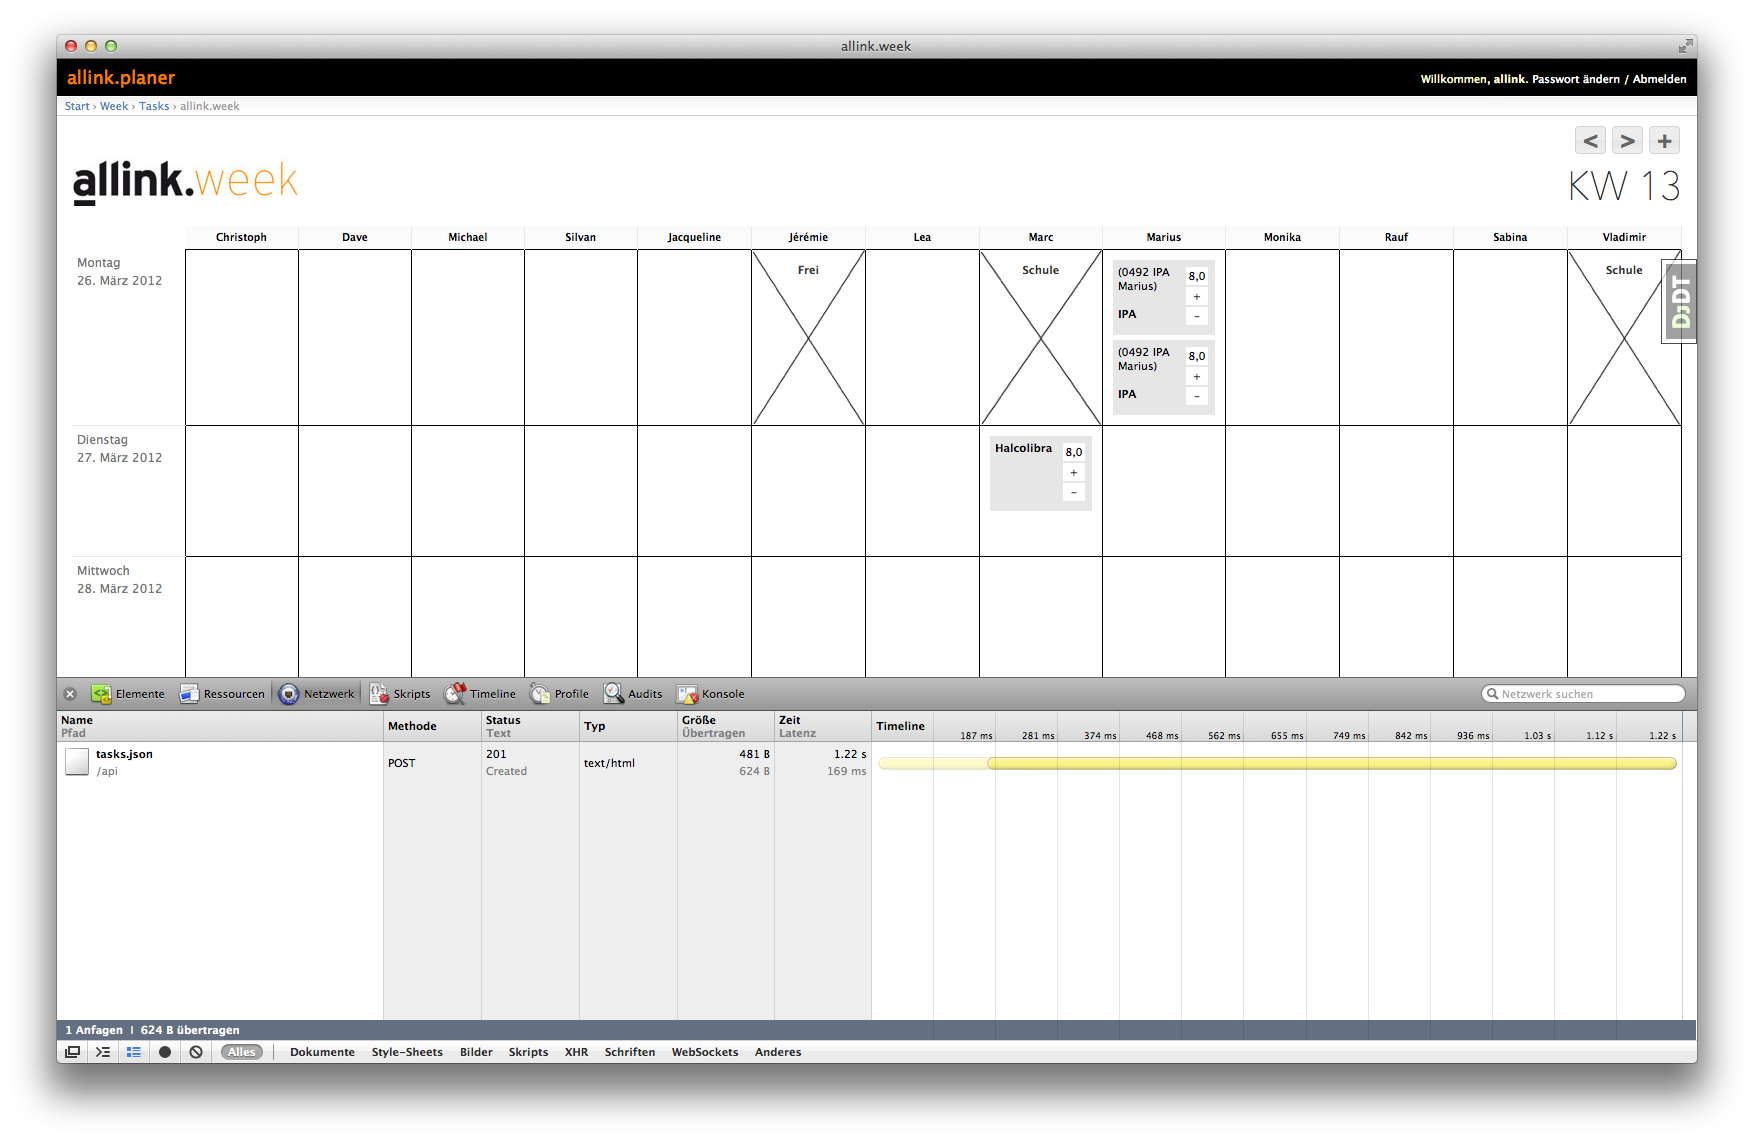 allink.week
allink.planer
Willkommen, allink. Passwort ändern / Abmelden
Start › Week › Tasks › allink.week
< > +
allink.week
KW 13
Christoph Dave Michael Silvan Jacqueline Jérémie Lea Marc Marius Monika Rauf Sabina Vladimir
Montag
26. März 2012
Frei
Schule
(0492 IPA Marius)
IPA
8,0
+
–
(0492 IPA Marius)
IPA
8,0
+
–
Schule
DjDT
Dienstag
27. März 2012
Halcolibra
8,0
+
–
Mittwoch
28. März 2012
Elemente Ressourcen Netzwerk Skripts Timeline Profile Audits Konsole
Netzwerk suchen
Name
Pfad
Methode
Status
Text
Typ
Größe
Übertragen
Zeit
Latenz
Timeline
187 ms 281 ms 374 ms 468 ms 562 ms 655 ms 749 ms 842 ms 936 ms 1.03 s 1.12 s 1.22 s
tasks.json
/api
POST
201
Created
text/html
481 B
624 B
1.22 s
169 ms
1 Anfagen | 624 B übertragen
Alles Dokumente Style-Sheets Bilder Skripts XHR Schriften WebSockets Anderes